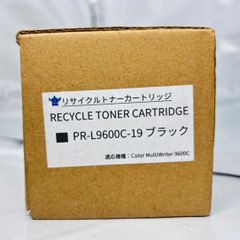 リサイクルトナーカートリッジ
RECYCLE TONER CARTRIDGE
PR-L9600C-19 ブラック
適応機種：Color MultiWriter 9600C